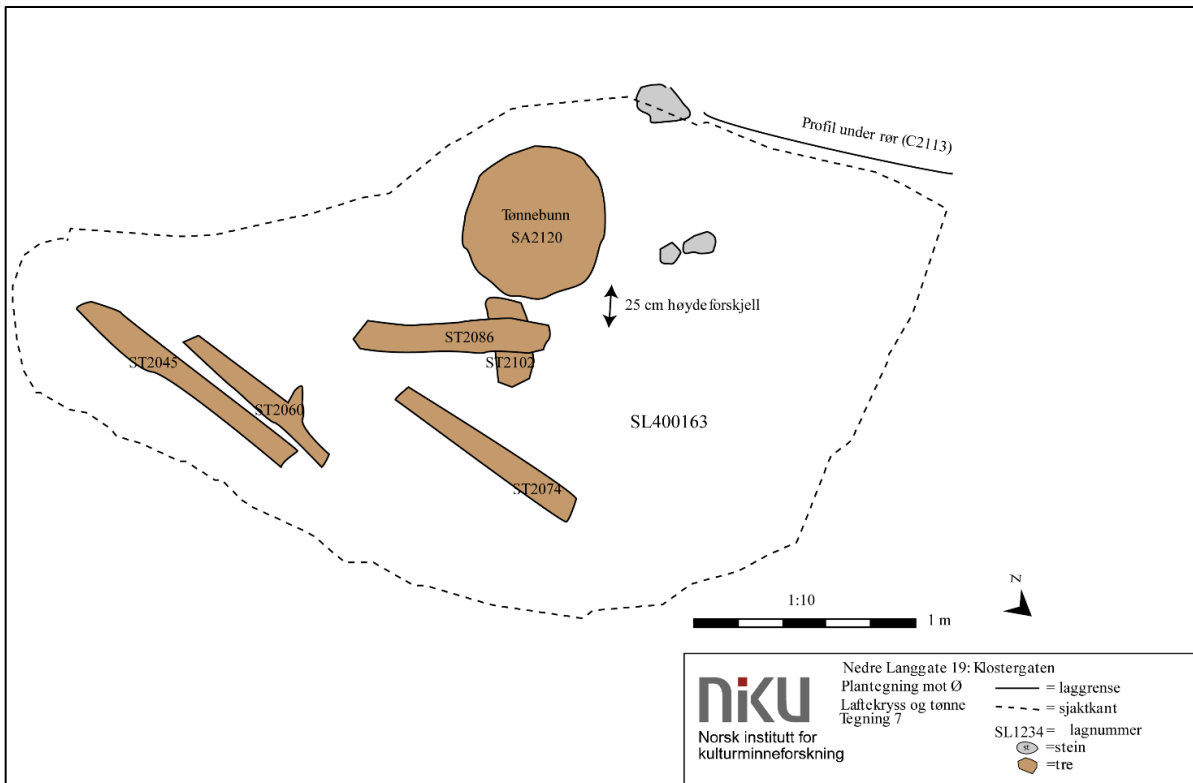 Profil under rør (C2113)
Tønnebunn
SA2120
25 cm høydeforskjell
ST2086
ST2102
ST2045
ST2060
SL400163
ST2074
N
1:10
1 m
NIKU
Norsk institutt for
kulturminneforskning
Nedre Langgate 19: Klostergaten
Plantegning mot Ø
Laftekryss og tønne
Tegning 7
= laggrense
= sjaktkant
SL1234 = lagnummer
st =stein
=tre